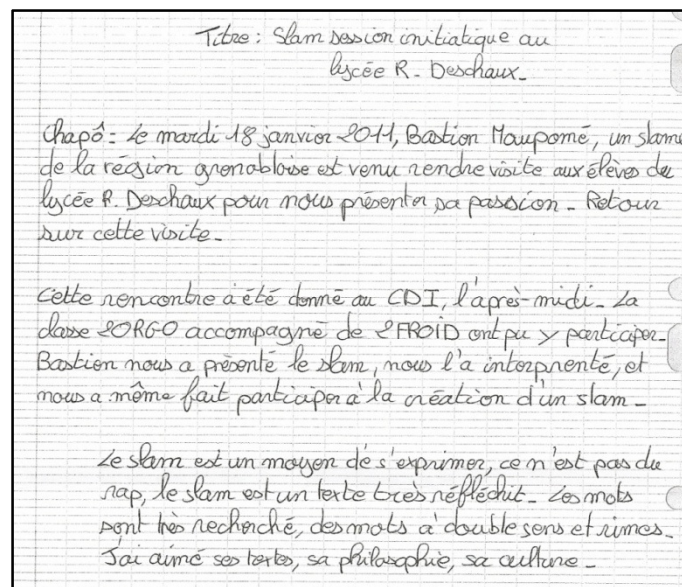 Titre : Slam session initiatique au
lycée R. Deschaux.
Chapô : Le mardi 18 janvier 2011, Bastion Maupomé, un slame
de la région grenobloise est venu rendre visite aux élèves du
lycée R. Deschaux pour nous présenter sa passion. Retour
sur cette visite.
Cette rencontre à été donné au CDI, l'après-midi. La
classe 2ORGO accompagné de 2FROID ont pu y participer.
Bastion nous a présenté le slam, nous l'a interprenté, et
nous a même fait participer à la création d'un slam.
Le slam est un moyen de s'exprimer, ce n'est pas du
rap, le slam est un texte très réfléchit. Les mots
sont très recherché, des mots à double sens et rimes.
J'ai aimé ses textes, sa philosophie, sa culture.